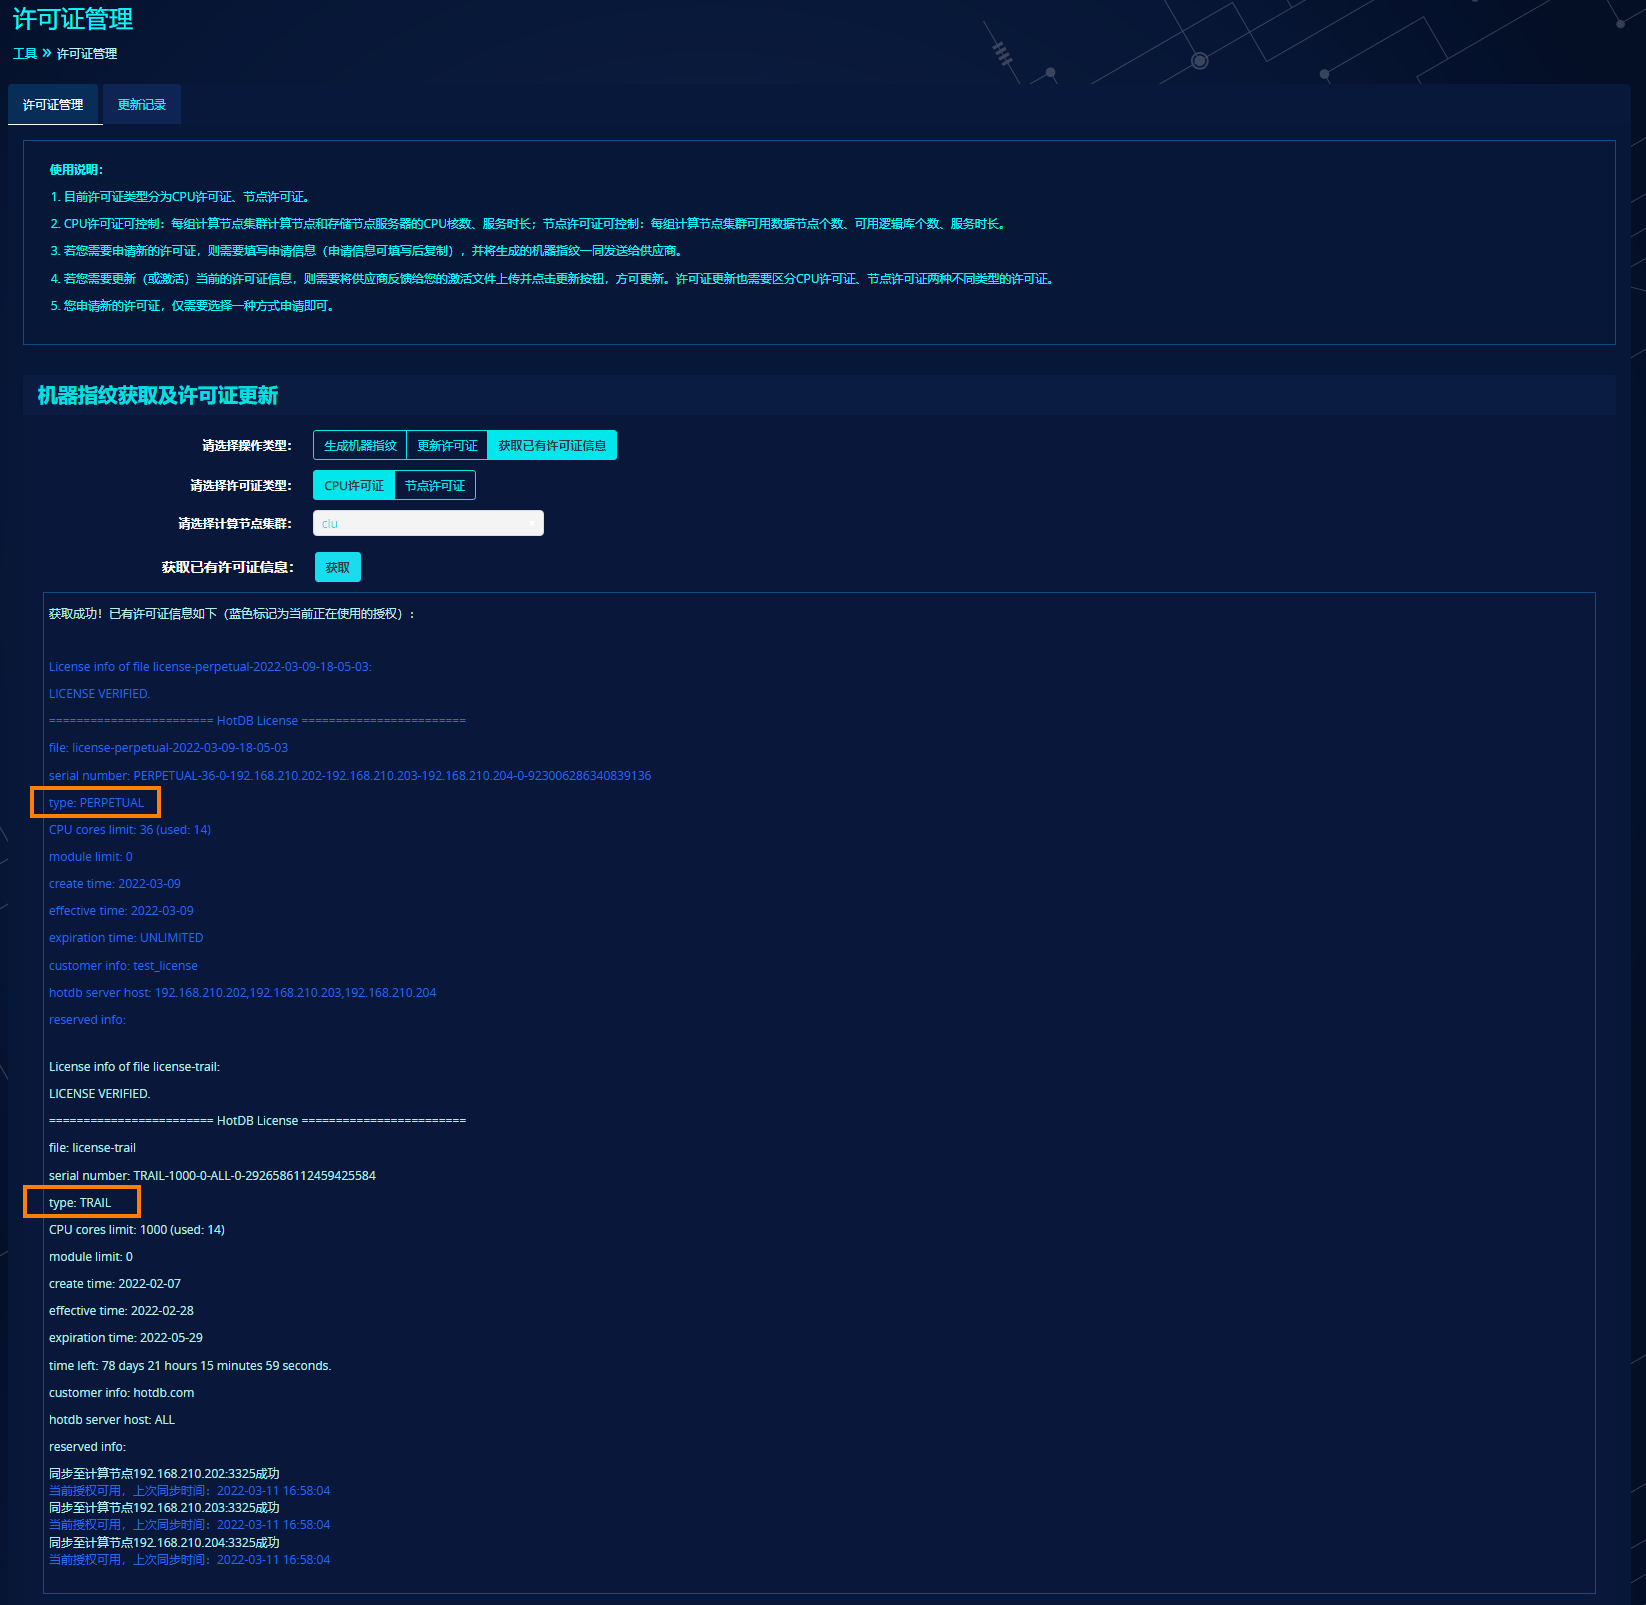 许可证管理
工具 » 许可证管理
许可证管理 更新记录
使用说明：
1. 目前许可证类型分为CPU许可证、节点许可证。
2. CPU许可证可控制：每组计算节点集群计算节点和存储节点服务器的CPU核数、服务时长；节点许可证可控制：每组计算节点集群可用数据节点个数、可用逻辑库个数、服务时长。
3. 若您需要申请新的许可证，则需要填写申请信息（申请信息可填写后复制），并将生成的机器指纹一同发送给供应商。
4. 若您需要更新（或激活）当前的许可证信息，则需要将供应商反馈给您的激活文件上传并点击更新按钮，方可更新。许可证更新也需要区分CPU许可证、节点许可证两种不同类型的许可证。
5. 您申请新的许可证，仅需要选择一种方式申请即可。
机器指纹获取及许可证更新
请选择操作类型： 生成机器指纹 更新许可证 获取已有许可证信息
请选择许可证类型： CPU许可证 节点许可证
请选择计算节点集群： clu
获取已有许可证信息： 获取
获取成功！已有许可证信息如下（蓝色标记为当前正在使用的授权）：
License info of file license-perpetual-2022-03-09-18-05-03:
LICENSE VERIFIED.
======================== HotDB License ========================
file: license-perpetual-2022-03-09-18-05-03
serial number: PERPETUAL-36-0-192.168.210.202-192.168.210.203-192.168.210.204-0-923006286340839136
type: PERPETUAL
CPU cores limit: 36 (used: 14)
module limit: 0
create time: 2022-03-09
effective time: 2022-03-09
expiration time: UNLIMITED
customer info: test_license
hotdb server host: 192.168.210.202,192.168.210.203,192.168.210.204
reserved info:
License info of file license-trail:
LICENSE VERIFIED.
======================== HotDB License ========================
file: license-trail
serial number: TRAIL-1000-0-ALL-0-2926586112459425584
type: TRAIL
CPU cores limit: 1000 (used: 14)
module limit: 0
create time: 2022-02-07
effective time: 2022-02-28
expiration time: 2022-05-29
time left: 78 days 21 hours 15 minutes 59 seconds.
customer info: hotdb.com
hotdb server host: ALL
reserved info:
同步至计算节点192.168.210.202:3325成功
当前授权可用，上次同步时间：2022-03-11 16:58:04
同步至计算节点192.168.210.203:3325成功
当前授权可用，上次同步时间：2022-03-11 16:58:04
同步至计算节点192.168.210.204:3325成功
当前授权可用，上次同步时间：2022-03-11 16:58:04